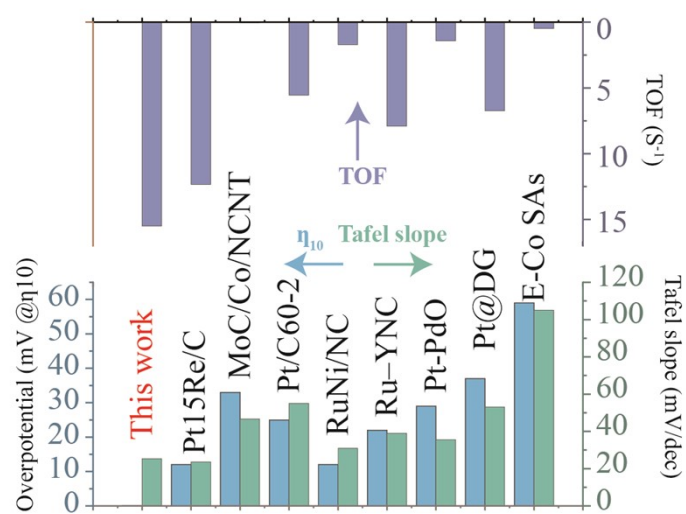 0
5
10
15
TOF (S⁻¹)
TOF
η₁₀ Tafel slope
This work
Pt15Re/C
MoC/Co/NCNT
Pt/C60-2
RuNi/NC
Ru–YNC
Pt-PdO
Pt@DG
E-Co SAs
Overpotential (mV @η10)
60
50
40
30
20
10
0
120
100
80
60
40
20
0
Tafel slope (mV/dec)